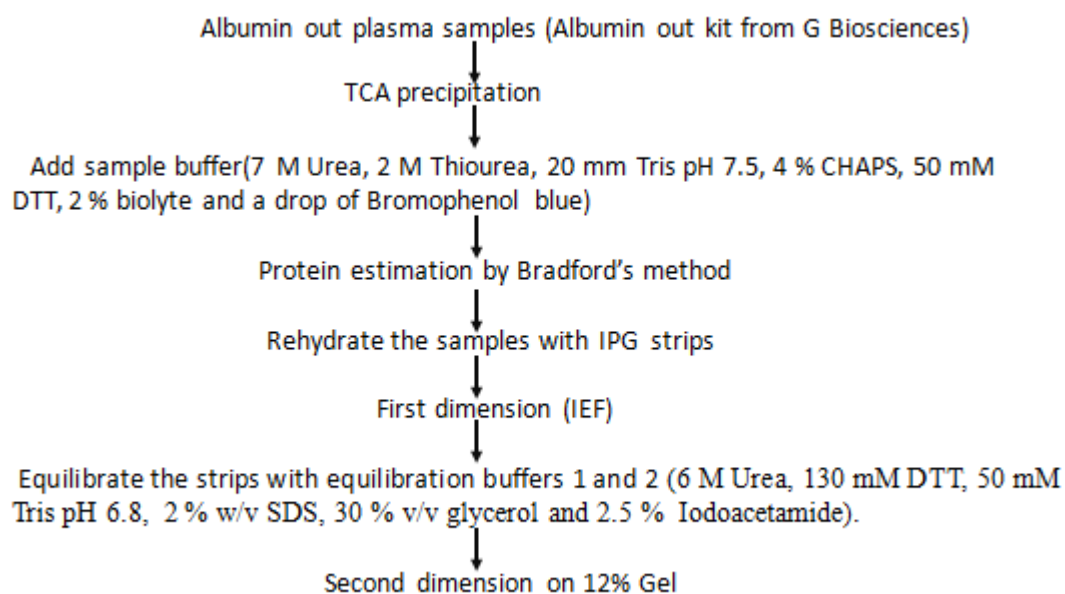 Albumin out plasma samples (Albumin out kit from G Biosciences)
TCA precipitation
Add sample buffer(7 M Urea, 2 M Thiourea, 20 mm Tris pH 7.5, 4 % CHAPS, 50 mM
DTT, 2 % biolyte and a drop of Bromophenol blue)
Protein estimation by Bradford's method
Rehydrate the samples with IPG strips
First dimension (IEF)
Equilibrate the strips with equilibration buffers 1 and 2 (6 M Urea, 130 mM DTT, 50 mM
Tris pH 6.8, 2 % w/v SDS, 30 % v/v glycerol and 2.5 % Iodoacetamide).
Second dimension on 12% Gel